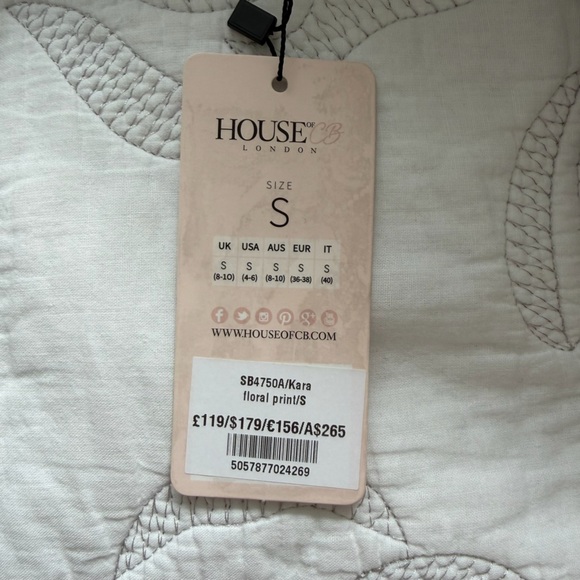 HOUSE OF CB
LONDON
SIZE
S
UK USA AUS EUR IT
S S S S S
(8-10) (4-6) (8-10) (36-38) (40)
WWW.HOUSEOFCB.COM
SB4750A/Kara
floral print/S
£119/$179/€156/A$265
5057877024269